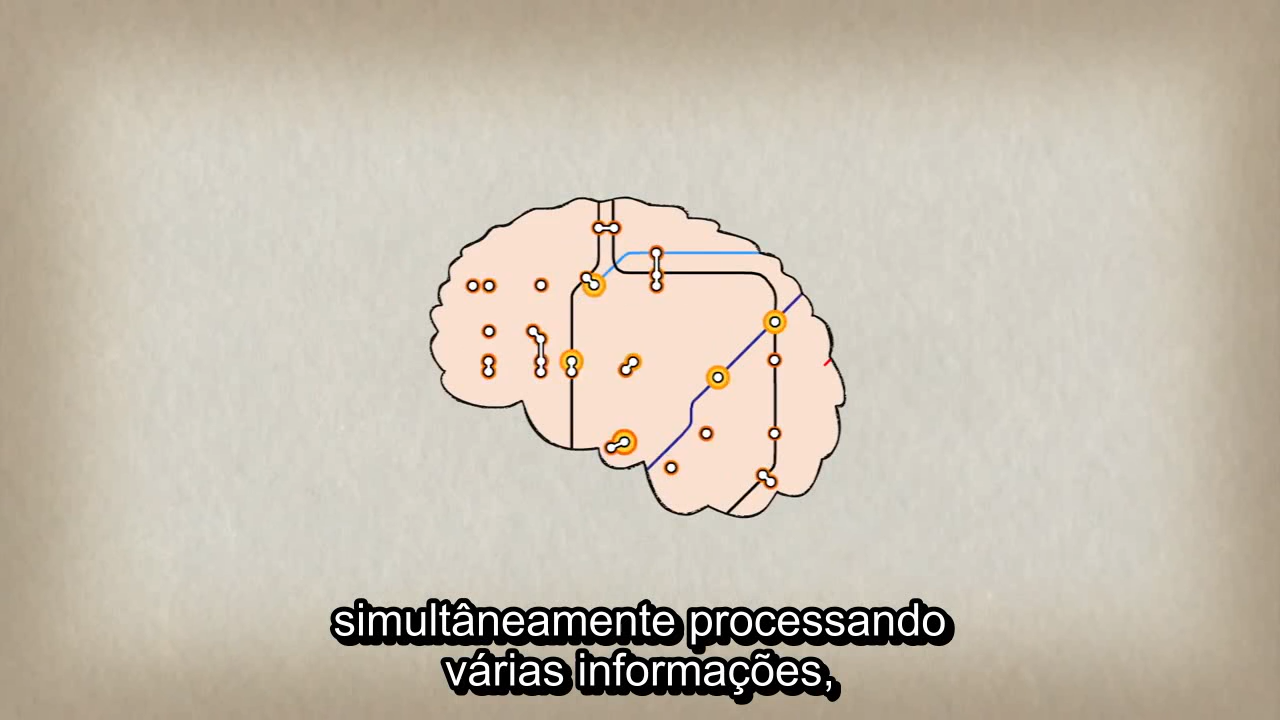 simultâneamente processando
várias informações,